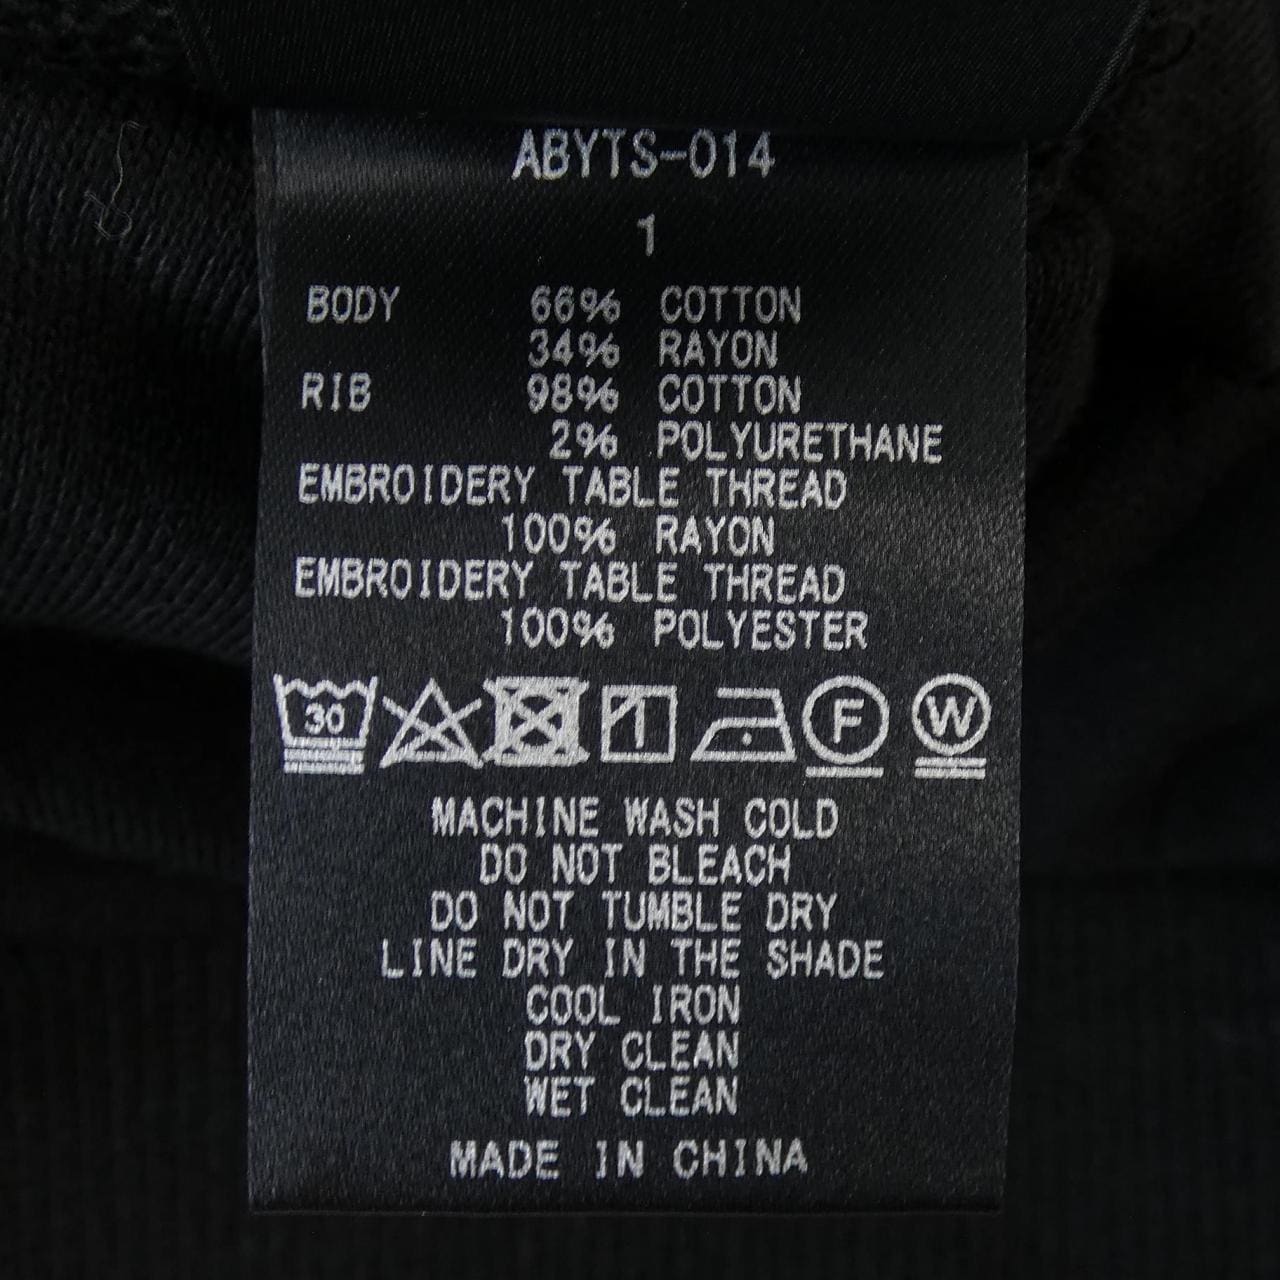 ABYTS-014
1
BODY 66% COTTON
34% RAYON
RIB 98% COTTON
2% POLYURETHANE
EMBROIDERY TABLE THREAD
100% RAYON
EMBROIDERY TABLE THREAD
100% POLYESTER
30 1 F W
MACHINE WASH COLD
DO NOT BLEACH
DO NOT TUMBLE DRY
LINE DRY IN THE SHADE
COOL IRON
DRY CLEAN
WET CLEAN
MADE IN CHINA